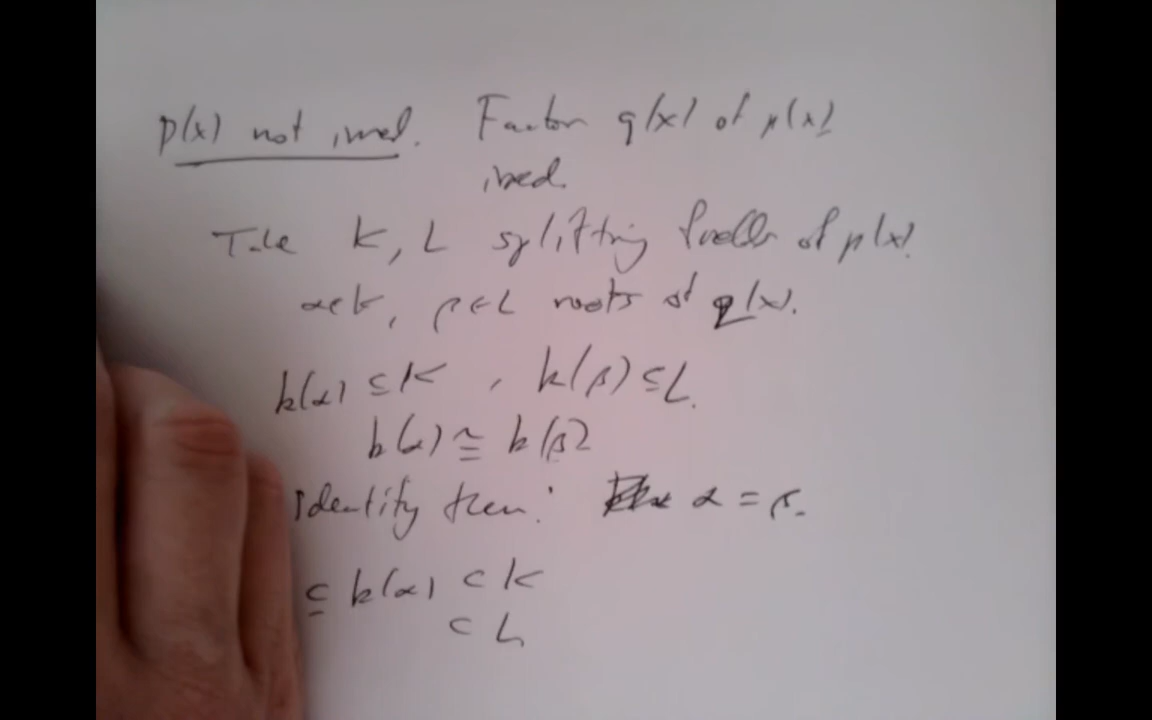 p(x) not irred. Factor q(x) of p(x)
irred.
Take K, L splitting fields of p(x)
α∈K, β∈L roots of q(x).
k(α) ⊆ K, k(β) ⊆ L.
k(α) ≅ k(β)
Identify them: α = β.
⊆ k(α) ⊂ K
⊂ L